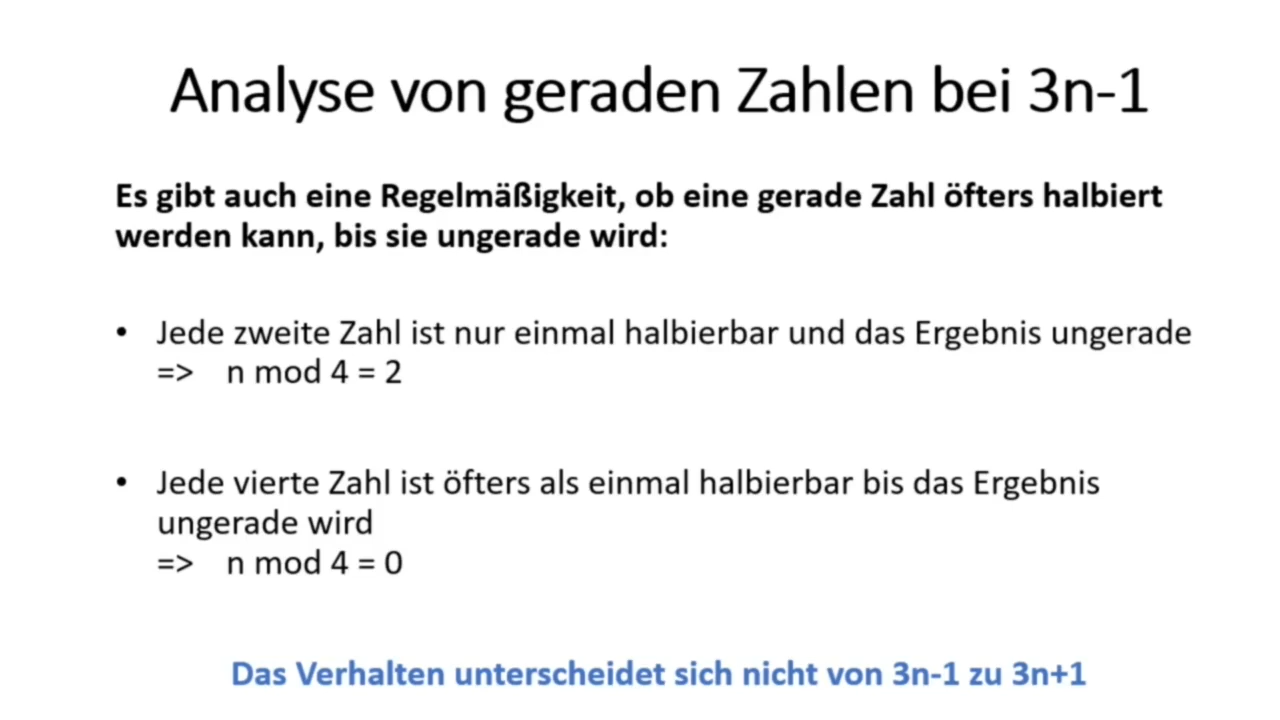 Analyse von geraden Zahlen bei 3n-1
Es gibt auch eine Regelmäßigkeit, ob eine gerade Zahl öfters halbiert
werden kann, bis sie ungerade wird:
• Jede zweite Zahl ist nur einmal halbierbar und das Ergebnis ungerade
=> n mod 4 = 2
• Jede vierte Zahl ist öfters als einmal halbierbar bis das Ergebnis
ungerade wird
=> n mod 4 = 0
Das Verhalten unterscheidet sich nicht von 3n-1 zu 3n+1